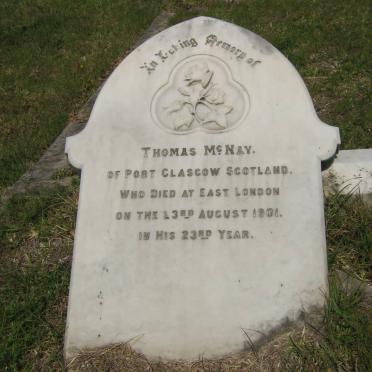 In Loving Memory of
THOMAS McNAY.
OF PORT GLASGOW SCOTLAND.
WHO DIED AT EAST LONDON
ON THE 23RD AUGUST 1901.
IN HIS 23RD YEAR.